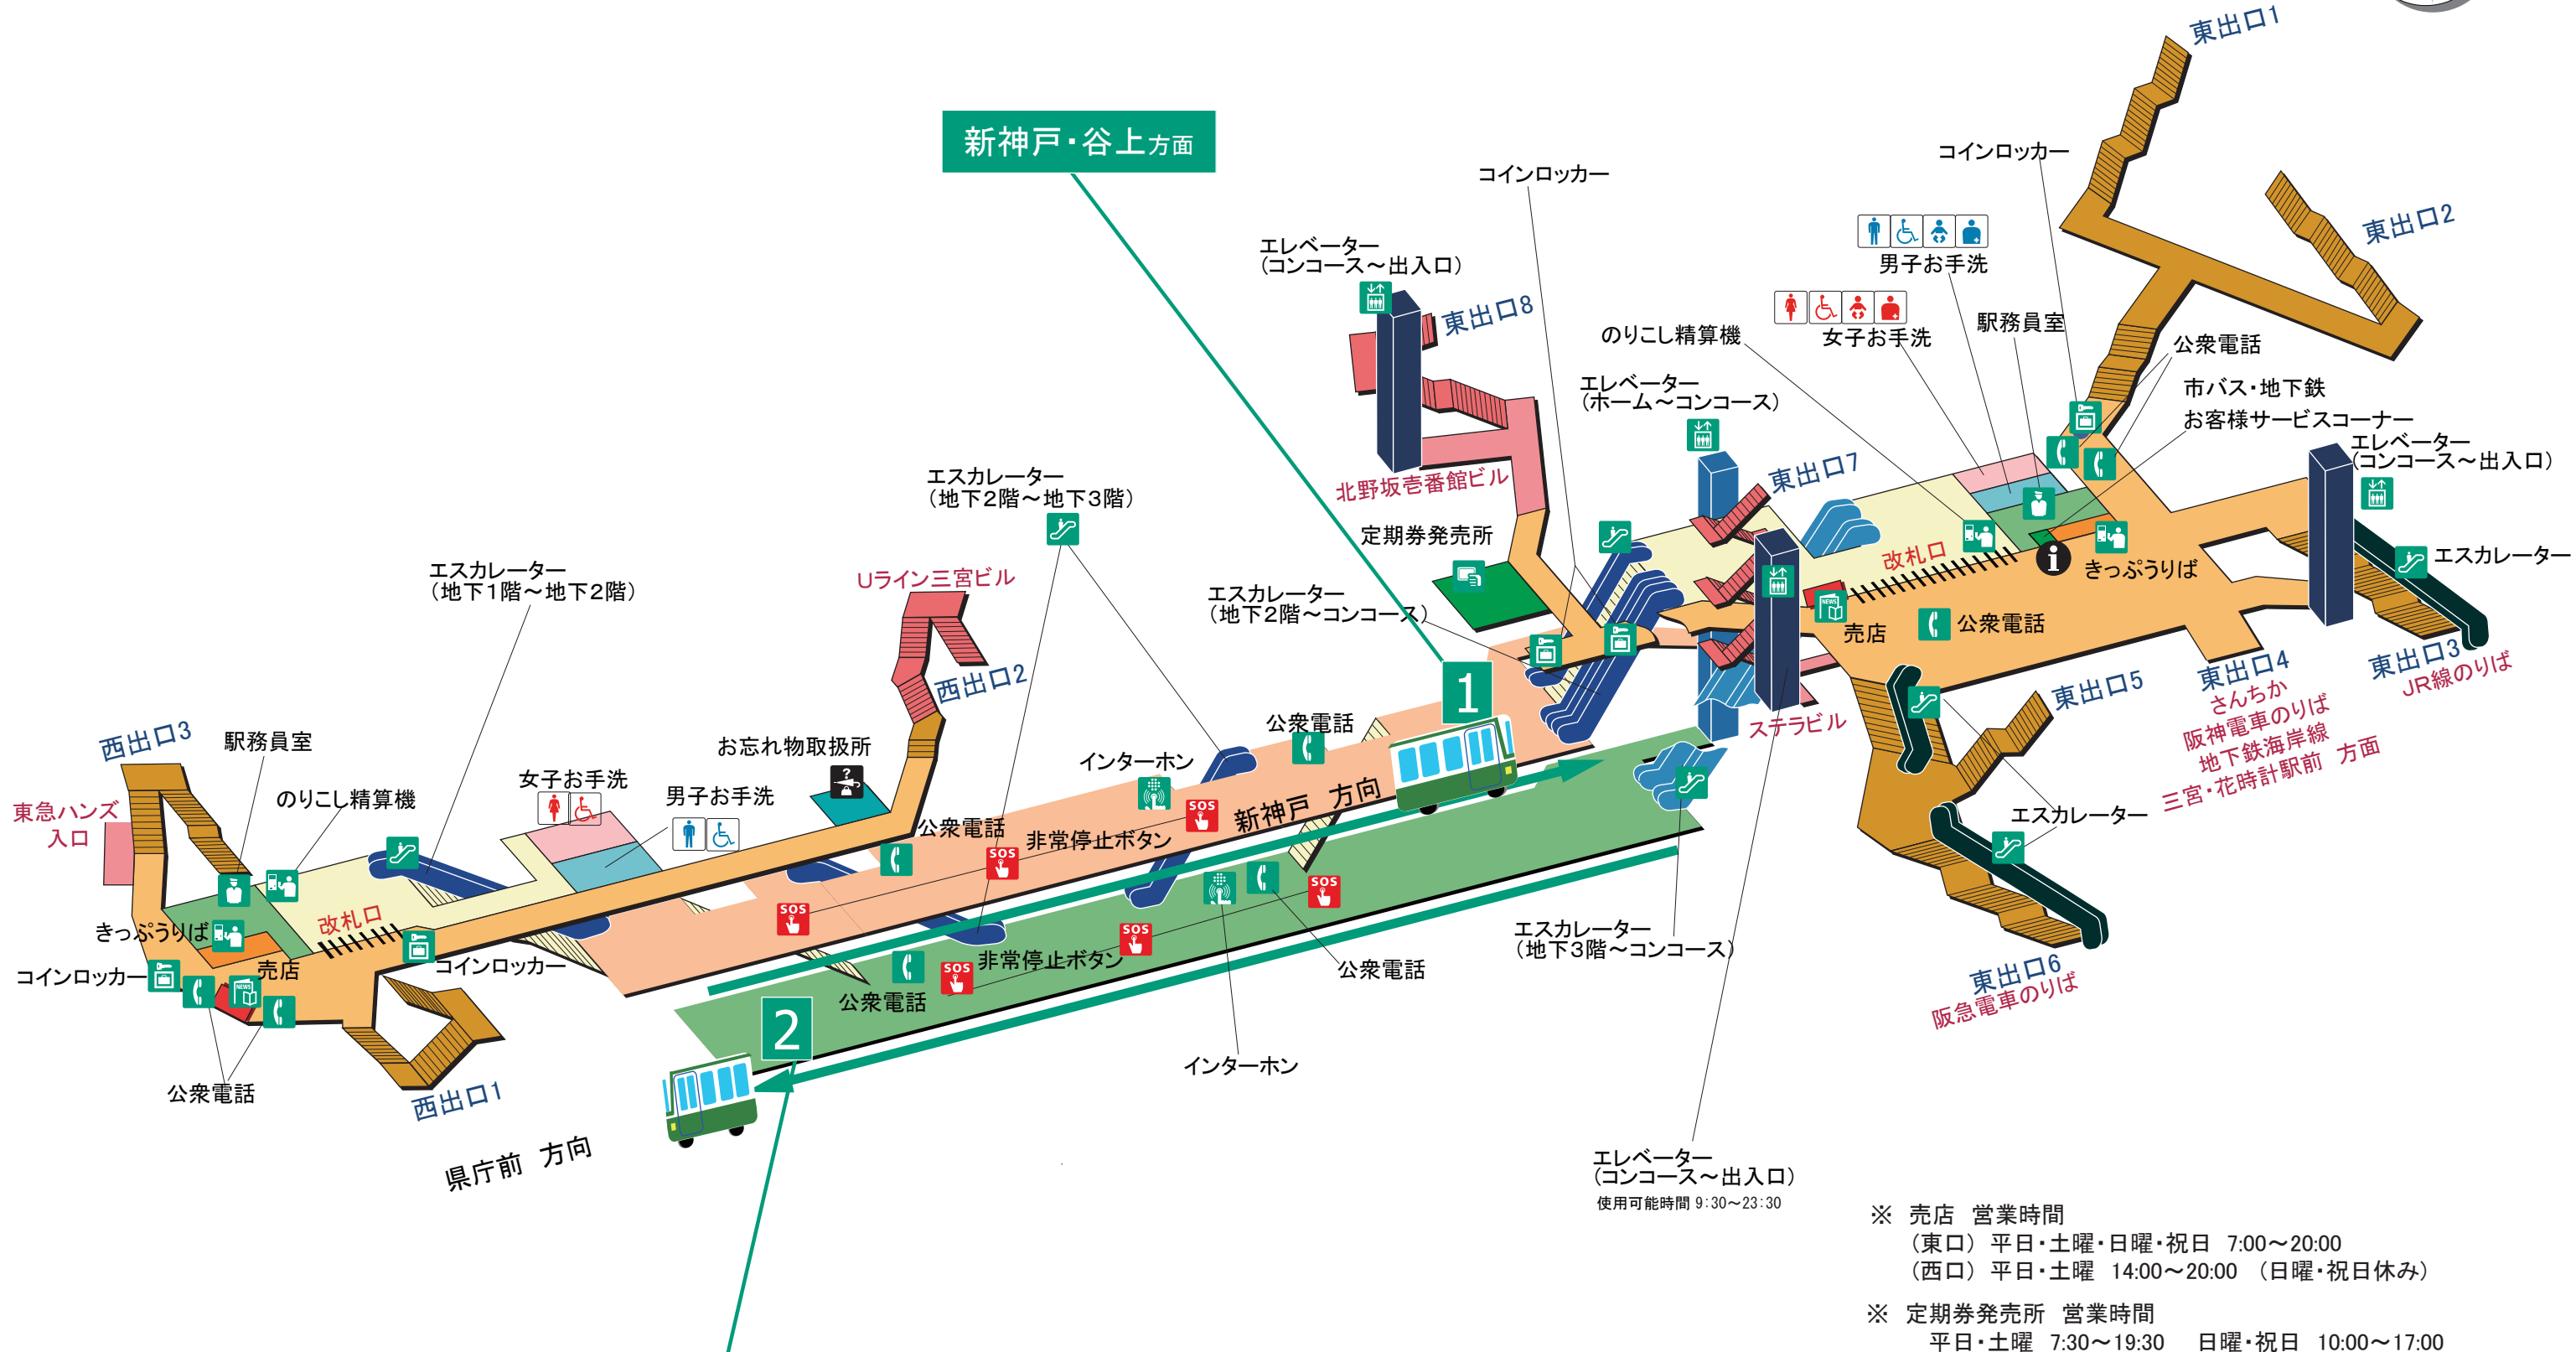 東出口1
新神戸・谷上方面
コインロッカー
コインロッカー
東出口2
エレベーター
(コンコース～出入口)
男子お手洗
東出口8
女子お手洗
駅務員室
のりこし精算機
公衆電話
エレベーター
(ホーム～コンコース)
市バス・地下鉄
お客様サービスコーナー
エレベーター
(コンコース～出入口)
東出口7
北野坂壱番館ビル
エスカレーター
(地下2階～地下3階)
定期券発売所
改札口
エスカレーター
きっぷうりば
エスカレーター
(地下1階～地下2階)
Uライン三宮ビル
エスカレーター
(地下2階～コンコース)
NEWS
売店
公衆電話
西出口2
1
東出口3
JR線のりば
東出口4
さんちか
阪神電車のりば
地下鉄海岸線
三宮・花時計駅前 方面
東出口5
ステラビル
西出口3
駅務員室
お忘れ物取扱所
?
公衆電話
インターホン
女子お手洗
のりこし精算機
男子お手洗
東急ハンズ
入口
SOS
新神戸 方向
公衆電話
非常停止ボタン
SOS
エスカレーター
SOS
SOS
改札口
きっぷうりば
SOS
エスカレーター
(地下3階～コンコース)
コインロッカー
売店
コインロッカー
NEWS
SOS
非常停止ボタン
公衆電話
公衆電話
東出口6
阪急電車のりば
2
インターホン
公衆電話
西出口1
県庁前 方向
エレベーター
(コンコース～出入口)
使用可能時間 9:30～23:30
※ 売店 営業時間
(東口) 平日・土曜・日曜・祝日 7:00～20:00
(西口) 平日・土曜 14:00～20:00 (日曜・祝日休み)
※ 定期券発売所 営業時間
平日・土曜 7:30～19:30 日曜・祝日 10:00～17:00